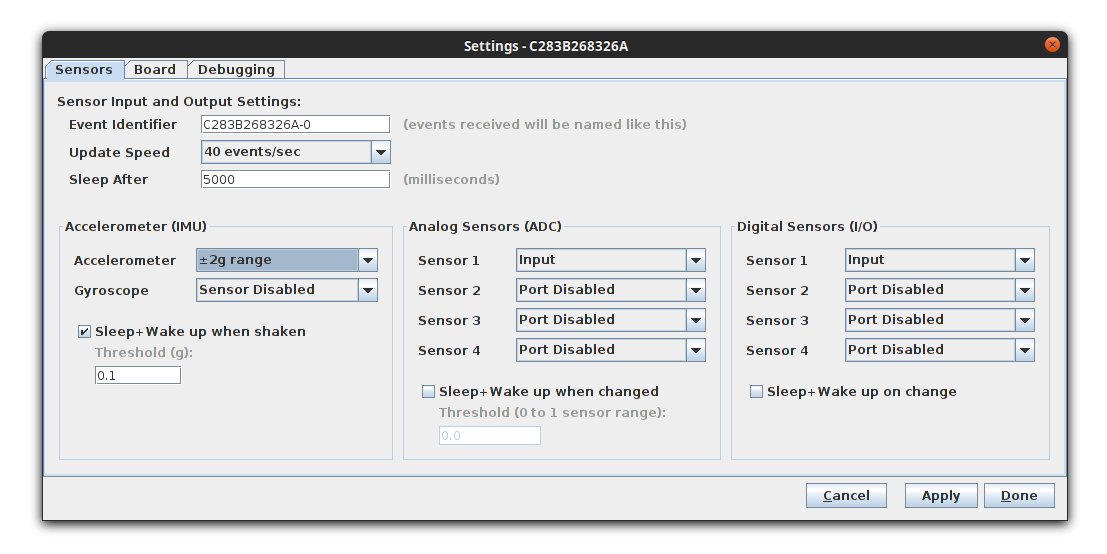 Settings - C283B268326A
Sensors Board Debugging
Sensor Input and Output Settings:
Event Identifier C283B268326A-0 (events received will be named like this)
Update Speed 40 events/sec
Sleep After 5000 (milliseconds)
Accelerometer (IMU)
Accelerometer ±2g range
Gyroscope Sensor Disabled
Sleep+Wake up when shaken
Threshold (g):
0.1
Analog Sensors (ADC)
Sensor 1 Input
Sensor 2 Port Disabled
Sensor 3 Port Disabled
Sensor 4 Port Disabled
Sleep+Wake up when changed
Threshold (0 to 1 sensor range):
0.0
Digital Sensors (I/O)
Sensor 1 Input
Sensor 2 Port Disabled
Sensor 3 Port Disabled
Sensor 4 Port Disabled
Sleep+Wake up on change
Cancel Apply Done